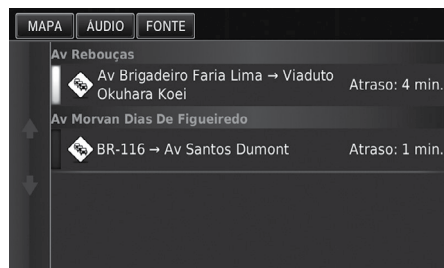 MAPA ÁUDIO FONTE
Av Rebouças
Av Brigadeiro Faria Lima → Viaduto
Okuhara Koei Atraso: 4 min.
Av Morvan Dias De Figueiredo
BR-116 → Av Santos Dumont Atraso: 1 min.